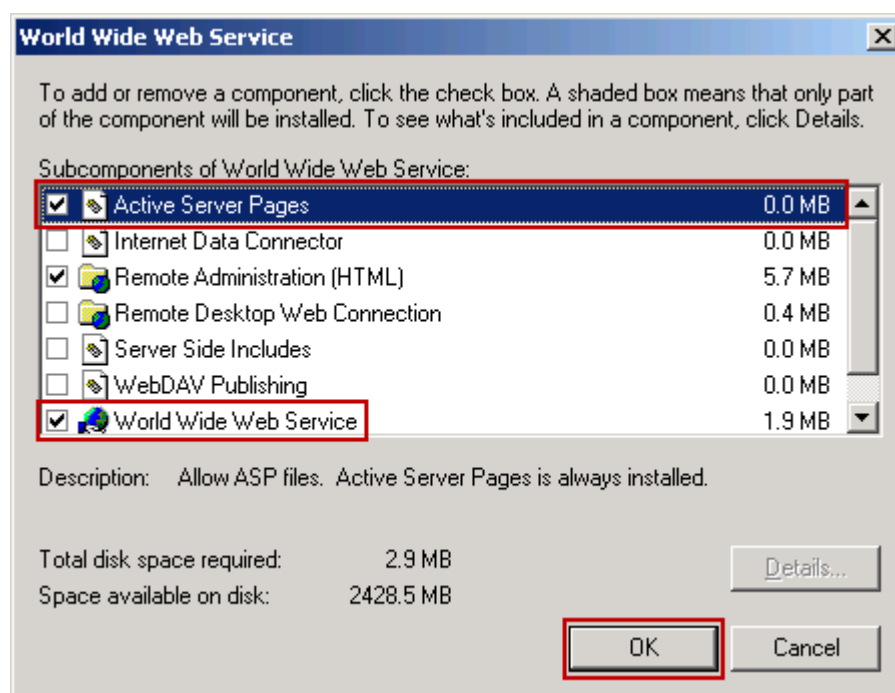 World Wide Web Service
To add or remove a component, click the check box. A shaded box means that only part
of the component will be installed. To see what's included in a component, click Details.
Subcomponents of World Wide Web Service:
Active Server Pages 0.0 MB
Internet Data Connector 0.0 MB
Remote Administration (HTML) 5.7 MB
Remote Desktop Web Connection 0.4 MB
Server Side Includes 0.0 MB
WebDAV Publishing 0.0 MB
World Wide Web Service 1.9 MB
Description: Allow ASP files. Active Server Pages is always installed.
Total disk space required: 2.9 MB
Details...
Space available on disk: 2428.5 MB
OK Cancel